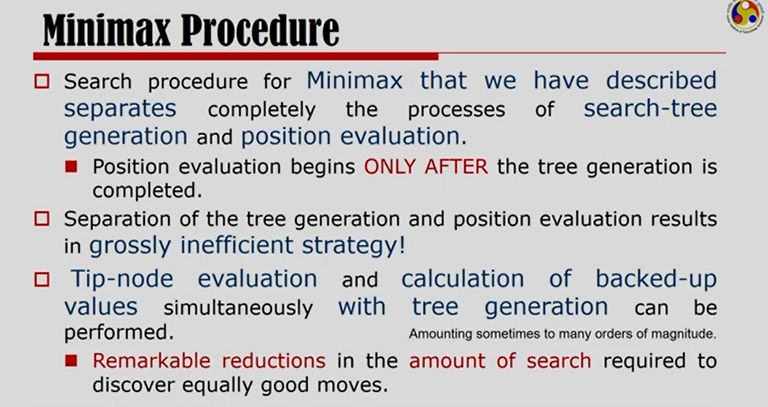 Minimax Procedure
Search procedure for Minimax that we have described
separates completely the processes of search-tree
generation and position evaluation.
Position evaluation begins ONLY AFTER the tree generation is
completed.
Separation of the tree generation and position evaluation results
in grossly inefficient strategy!
Tip-node evaluation and calculation of backed-up
values simultaneously with tree generation can be
performed.
Amounting sometimes to many orders of magnitude.
Remarkable reductions in the amount of search required to
discover equally good moves.